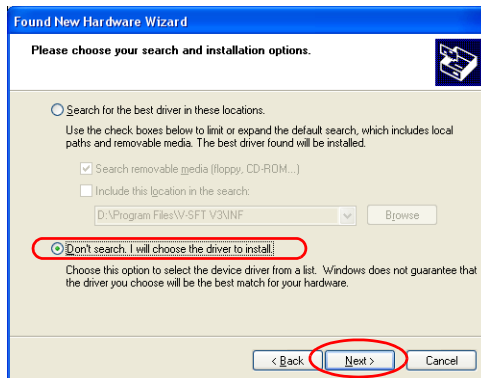 Found New Hardware Wizard
Please choose your search and installation options.
Search for the best driver in these locations.
Use the check boxes below to limit or expand the default search, which includes local
paths and removable media. The best driver found will be installed.
Search removable media (floppy, CD-ROM...)
Include this location in the search:
D:\Program Files\V-SFT V3\INF
Browse
Don't search. I will choose the driver to install.
Choose this option to select the device driver from a list. Windows does not guarantee that
the driver you choose will be the best match for your hardware.
< Back
Next >
Cancel